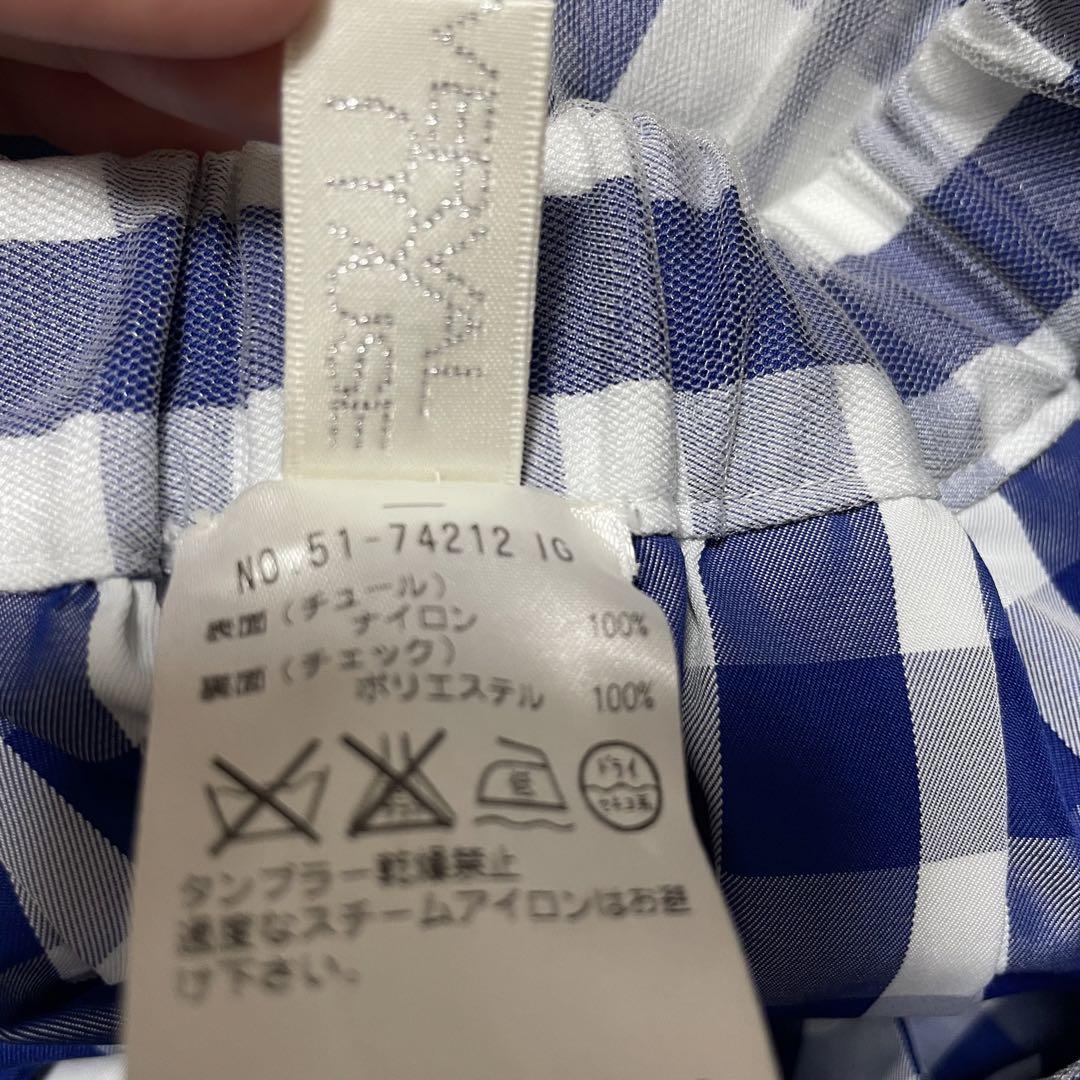 UNIVERVAL
MUSE
NO.51-74212 IG
表面(チュール)
ナイロン 100%
裏面(チェック)
ポリエステル 100%
低
ドライ
セキユ系
タンブラー乾燥禁止
過度なスチームアイロンはお避
け下さい。